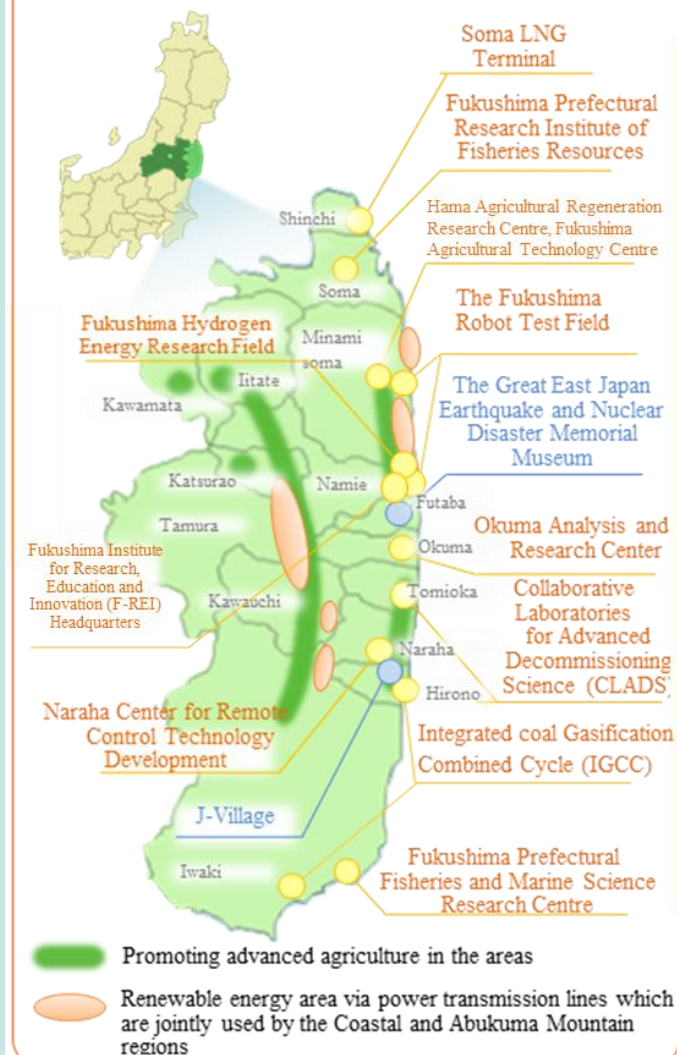 Soma LNG
Terminal
Fukushima Prefectural
Research Institute of
Fisheries Resources
Hama Agricultural Regeneration
Research Centre, Fukushima
Agricultural Technology Centre
Shinchi
Soma
The Fukushima
Robot Test Field
Fukushima Hydrogen
Energy Research Field
Minami
soma
Iitate
Kawamata
The Great East Japan
Earthquake and Nuclear
Disaster Memorial
Museum
Katsurao
Namie
Futaba
Tamura
Okuma Analysis and
Research Center
Okuma
Fukushima Institute
for Research,
Education and
Innovation (F-REI)
Headquarters
Kawauchi
Tomioka
Collaborative
Laboratories
for Advanced
Decommissioning
Science (CLADS)
Naraha
Hirono
Naraha Center for Remote
Control Technology
Development
Integrated coal Gasification
Combined Cycle (IGCC)
J-Village
Iwaki
Fukushima Prefectural
Fisheries and Marine Science
Research Centre
Promoting advanced agriculture in the areas
Renewable energy area via power transmission lines which
are jointly used by the Coastal and Abukuma Mountain
regions